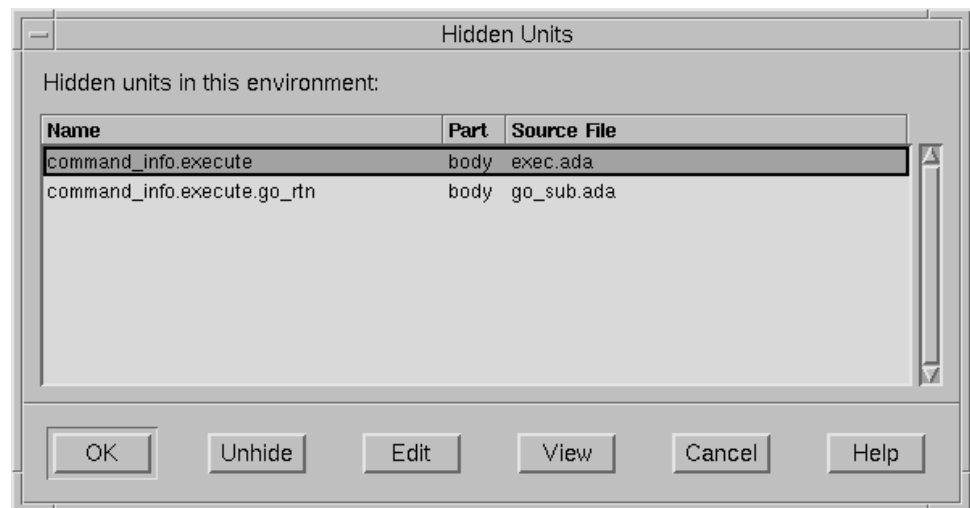 Hidden Units
Hidden units in this environment:
Name Part Source File
command_info.execute body exec.ada
command_info.execute.go_rtn body go_sub.ada
OK Unhide Edit View Cancel Help